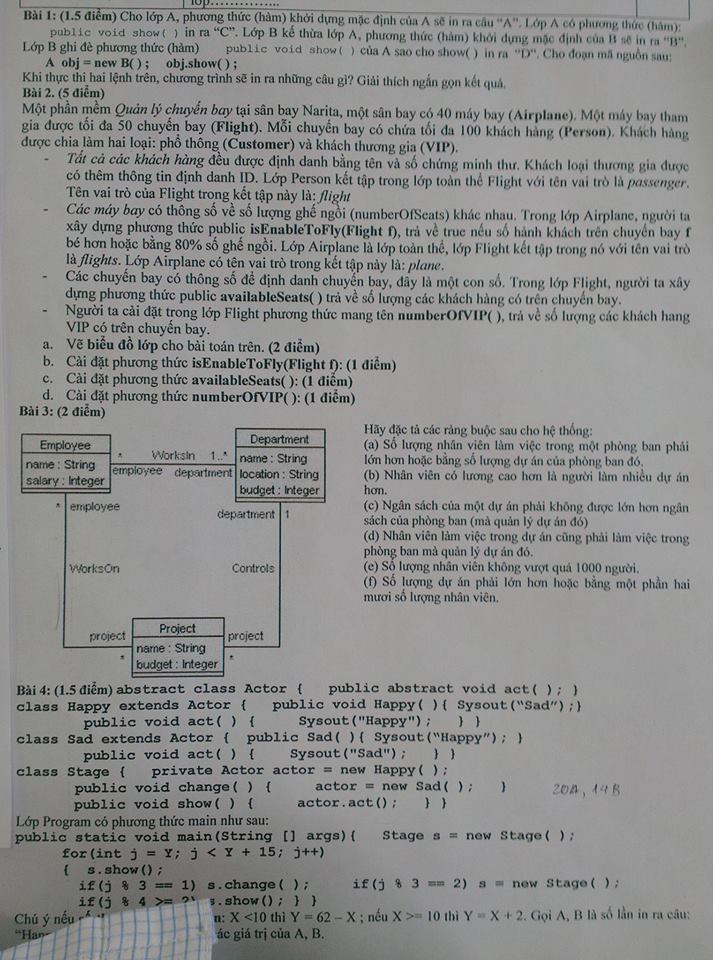 lớp..............
Bài 1: (1.5 điểm) Cho lớp A, phương thức (hàm) khởi dựng mặc định của A sẽ in ra câu “A”. Lớp A có phương thức (hàm):
public void show( ) in ra “C”. Lớp B kế thừa lớp A, phương thức (hàm) khởi dựng mặc định của B sẽ in ra “B”.
Lớp B ghi đè phương thức (hàm) public void show( ) của A sao cho show( ) in ra “D”. Cho đoạn mã nguồn sau:
A obj = new B( ) ; obj.show( ) ;
Khi thực thi hai lệnh trên, chương trình sẽ in ra những câu gì? Giải thích ngắn gọn kết quả.
Bài 2. (5 điểm)
Một phần mềm Quản lý chuyến bay tại sân bay Narita, một sân bay có 40 máy bay (Airplane). Một máy bay tham
gia được tối đa 50 chuyến bay (Flight). Mỗi chuyến bay có chứa tối đa 100 khách hàng (Person). Khách hàng
được chia làm hai loại: phổ thông (Customer) và khách thương gia (VIP).
- Tất cả các khách hàng đều được định danh bằng tên và số chứng minh thư. Khách loại thương gia được
có thêm thông tin định danh ID. Lớp Person kết tập trong lớp toàn thể Flight với tên vai trò là passenger.
Tên vai trò của Flight trong kết tập này là: flight
- Các máy bay có thông số về số lượng ghế ngồi (numberOfSeats) khác nhau. Trong lớp Airplane, người ta
xây dựng phương thức public isEnableToFly(Flight f), trả về true nếu số hành khách trên chuyến bay f
bé hơn hoặc bằng 80% số ghế ngồi. Lớp Airplane là lớp toàn thể, lớp Flight kết tập trong nó với tên vai trò
là flights. Lớp Airplane có tên vai trò trong kết tập này là: plane.
- Các chuyến bay có thông số để định danh chuyến bay, đây là một con số. Trong lớp Flight, người ta xây
dựng phương thức public availableSeats( ) trả về số lượng các khách hàng có trên chuyến bay.
- Người ta cài đặt trong lớp Flight phương thức mang tên numberOfVIP( ), trả về số lượng các khách hang
VIP có trên chuyến bay.
a. Vẽ biểu đồ lớp cho bài toán trên. (2 điểm)
b. Cài đặt phương thức isEnableToFly(Flight f): (1 điểm)
c. Cài đặt phương thức availableSeats( ): (1 điểm)
d. Cài đặt phương thức numberOfVIP( ): (1 điểm)
Bài 3: (2 điểm)
Employee
name : String
salary : Integer
* WorksIn 1..*
employee department
Department
name : String
location : String
budget : Integer
* employee
department 1
WorksOn
Controls
project
*
project
*
Project
name : String
budget : Integer
Hãy đặc tả các ràng buộc sau cho hệ thống:
(a) Số lượng nhân viên làm việc trong một phòng ban phải
lớn hơn hoặc bằng số lượng dự án của phòng ban đó.
(b) Nhân viên có lương cao hơn là người làm nhiều dự án
hơn.
(c) Ngân sách của một dự án phải không được lớn hơn ngân
sách của phòng ban (mà quản lý dự án đó)
(d) Nhân viên làm việc trong dự án cũng phải làm việc trong
phòng ban mà quản lý dự án đó.
(e) Số lượng nhân viên không vượt quá 1000 người.
(f) Số lượng dự án phải lớn hơn hoặc bằng một phần hai
mươi số lượng nhân viên.
Bài 4: (1.5 điểm) abstract class Actor { public abstract void act( ); }
class Happy extends Actor { public void Happy( ){ Sysout(“Sad”);}
public void act( ) { Sysout("Happy"); } }
class Sad extends Actor { public Sad( ){ Sysout(“Happy”); }
public void act( ) { Sysout("Sad"); } }
class Stage { private Actor actor = new Happy( );
public void change( ) { actor = new Sad( ); } 20A, 19B
public void show( ) { actor.act(); } }
Lớp Program có phương thức main như sau:
public static void main(String [] args){ Stage s = new Stage( );
for(int j = Y; j < Y + 15; j++)
{ s.show();
if(j % 3 == 1) s.change( ); if(j % 3 == 2) s = new Stage( );
if(j % 4 >= 2) s.show(); } }
Chú ý nếu X <10 thì Y = 62 – X ; nếu X >= 10 thì Y = X + 2. Gọi A, B là số lần in ra câu:
các giá trị của A, B.